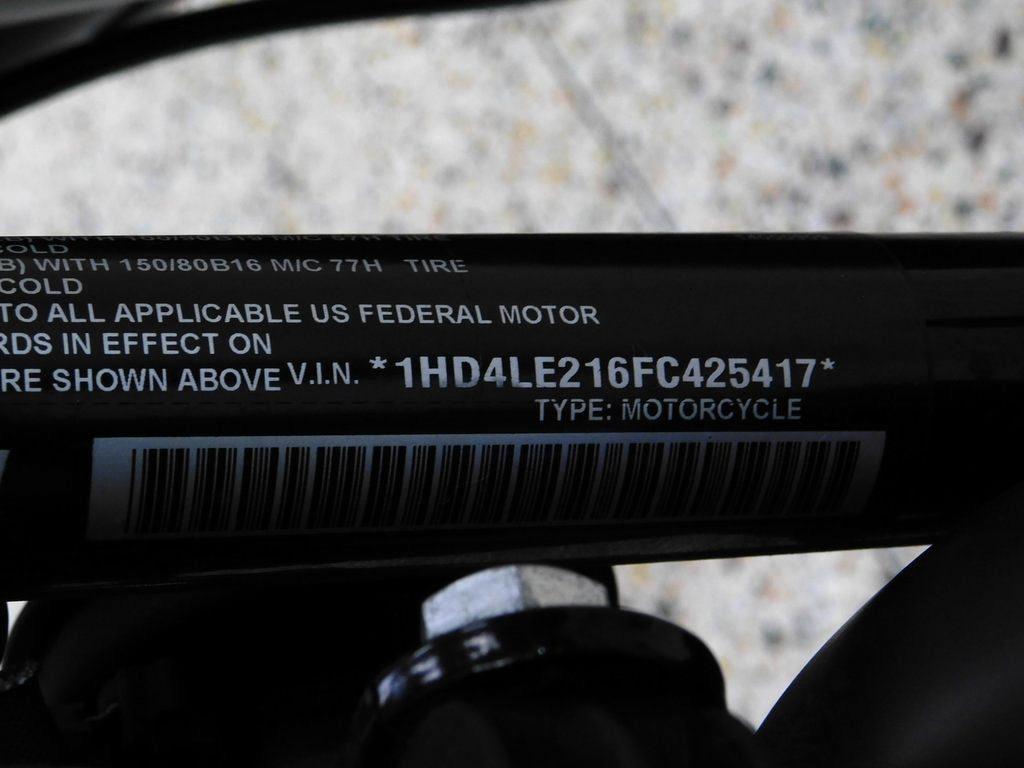 B) WITH 150/80B16 M/C 77H TIRE
COLD
TO ALL APPLICABLE US FEDERAL MOTOR
RDS IN EFFECT ON
RE SHOWN ABOVE V.I.N. *1HD4LE216FC425417*
TYPE: MOTORCYCLE